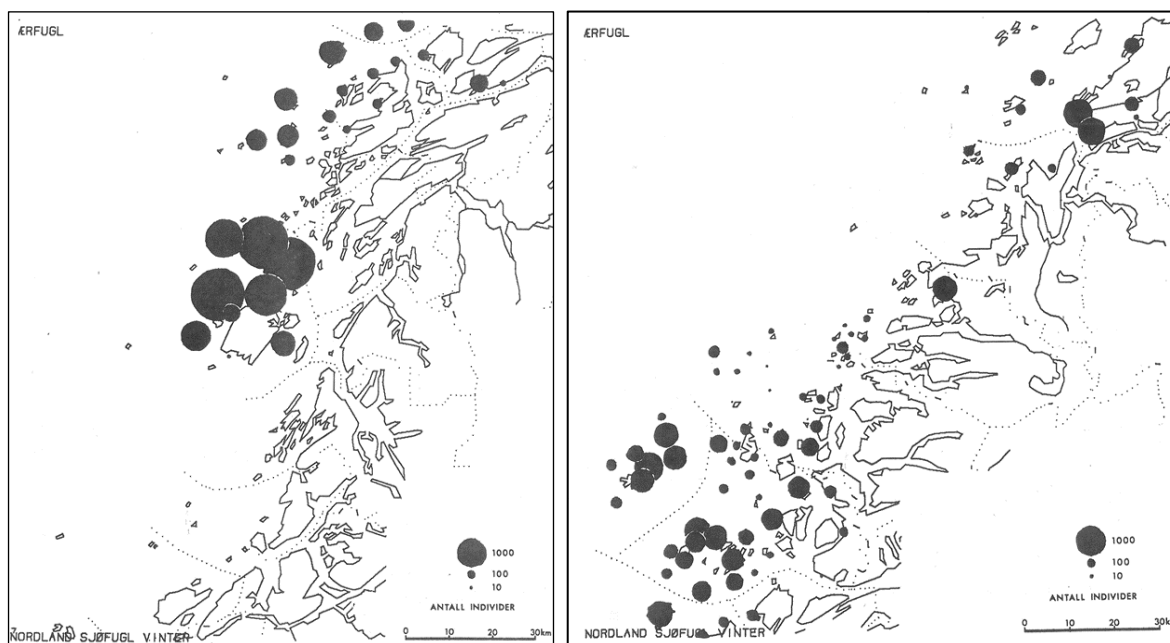 ÆRFUGL
1000
100
10
ANTALL INDIVIDER
NORDLAND SJØFUGL VINTER
0 10 20 30km
ÆRFUGL
1000
100
10
ANTALL INDIVIDER
NORDLAND SJØFUGL VINTER
0 10 20 30k